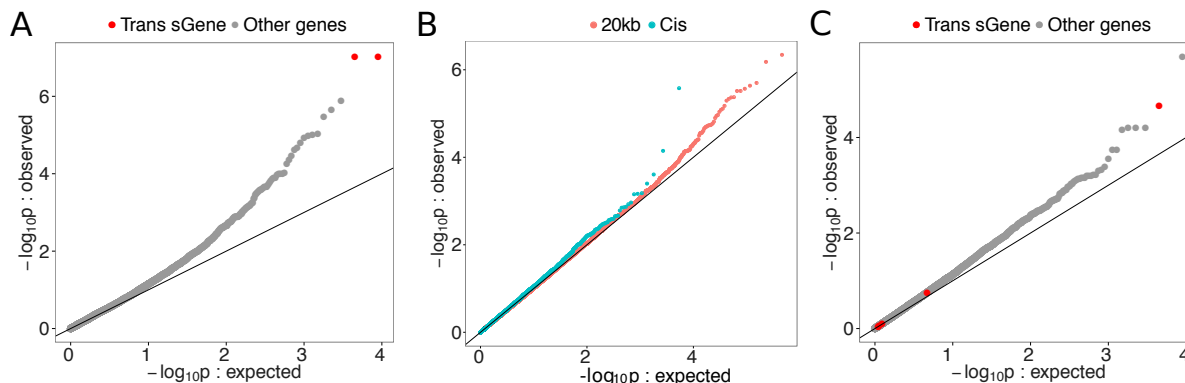 A
Trans sGene Other genes
6
4
2
0
−log10p : observed
0 1 2 3 4
−log10p : expected
B
20kb Cis
6
4
2
0
−log10p : observed
0 2 4
-log10p : expected
C
Trans sGene Other genes
4
2
0
−log10p : observed
0 1 2 3 4
−log10p : expected